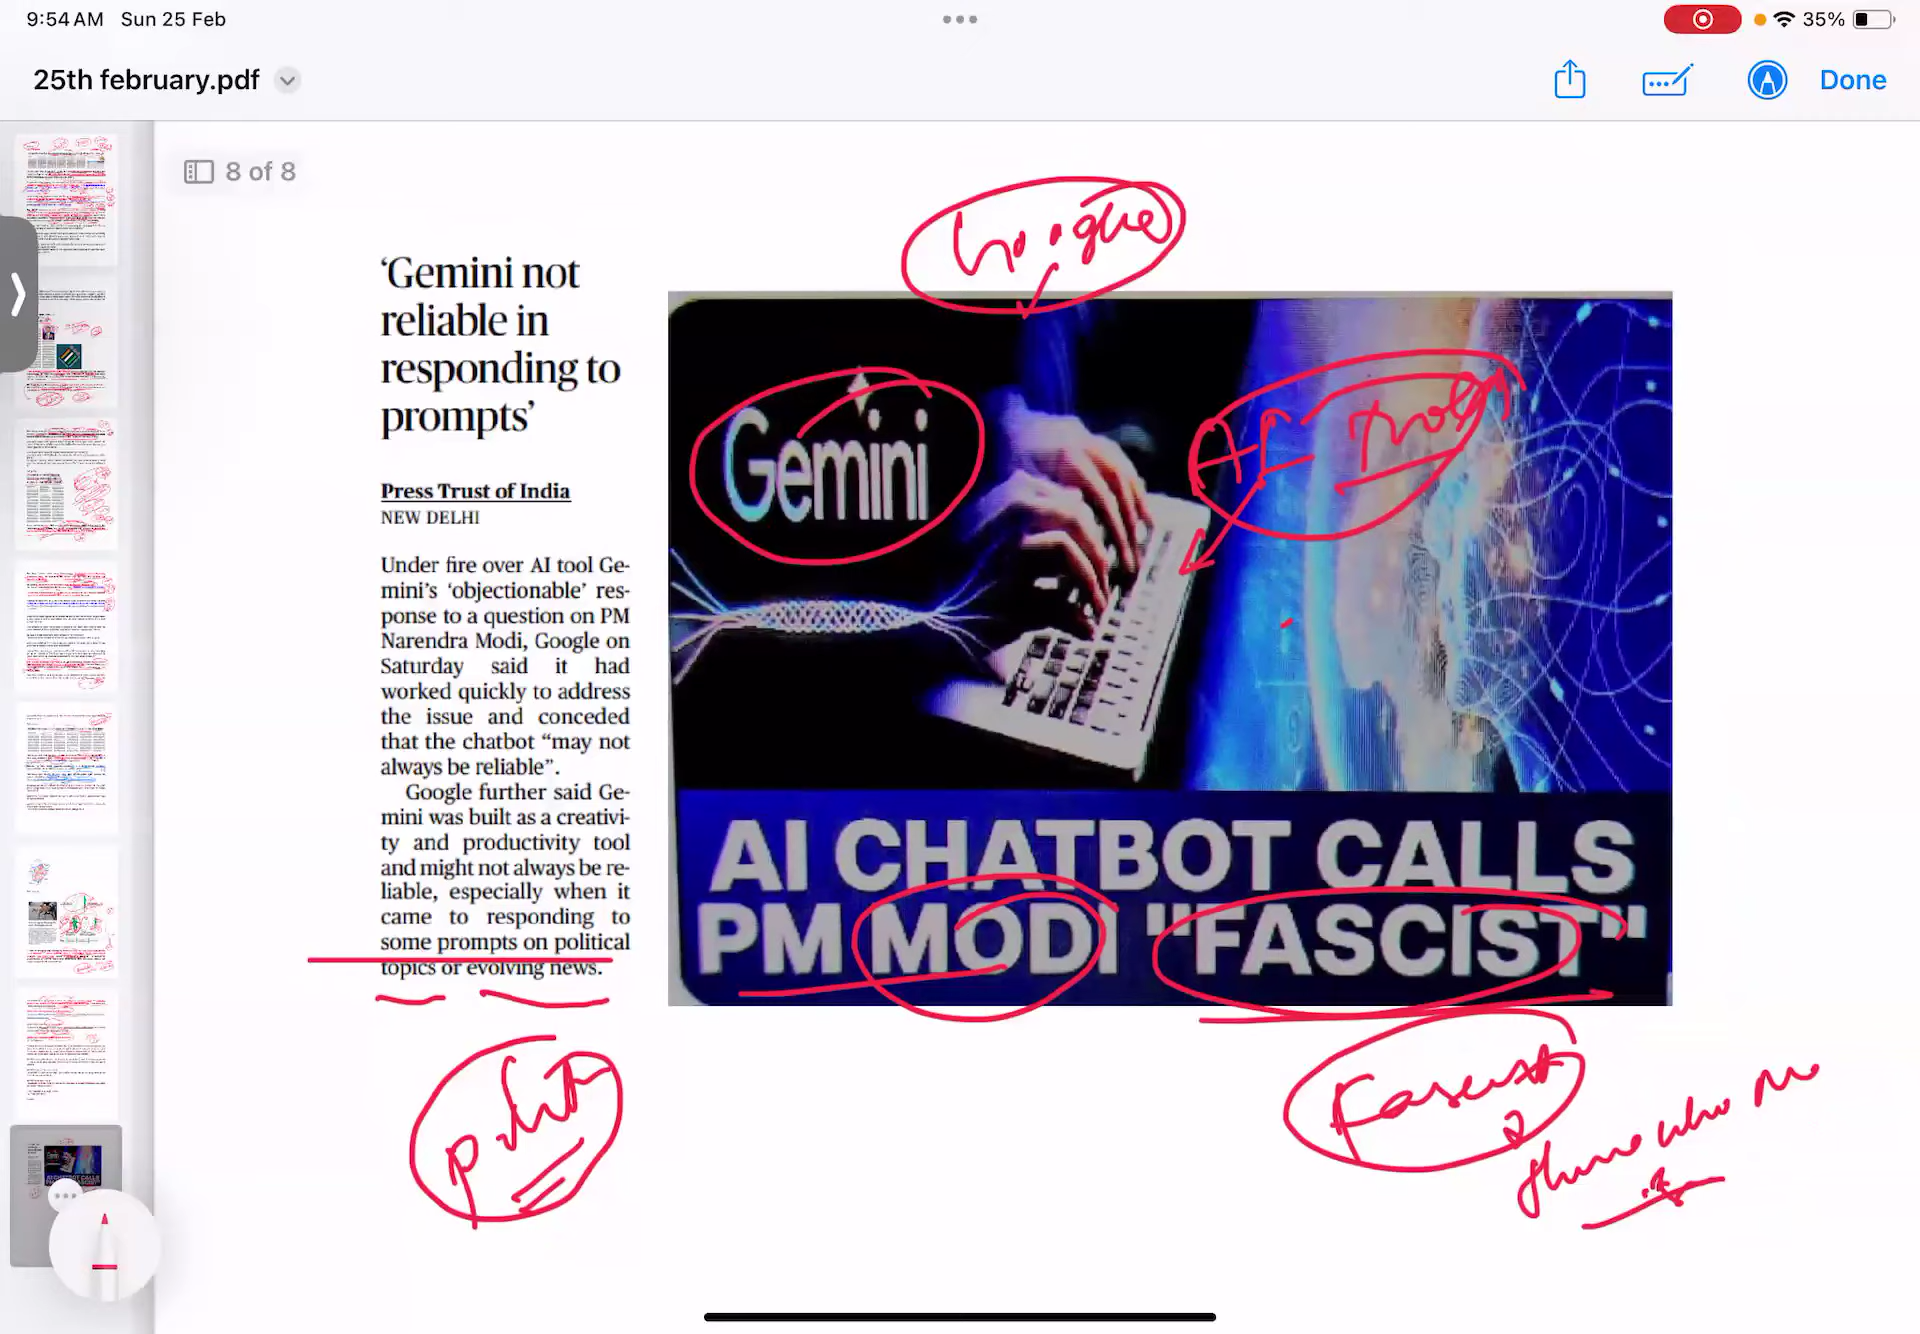 9:54 AM Sun 25 Feb
35%
25th february.pdf
Done
8 of 8
Google
‘Gemini not
reliable in
responding to
prompts’
Press Trust of India
NEW DELHI
Under fire over AI tool Ge-
mini’s ‘objectionable’ res-
ponse to a question on PM
Narendra Modi, Google on
Saturday said it had
worked quickly to address
the issue and conceded
that the chatbot “may not
always be reliable”.
Google further said Ge-
mini was built as a creativi-
ty and productivity tool
and might not always be re-
liable, especially when it
came to responding to
some prompts on political
topics or evolving news.
Gemini
AI CHATBOT CALLS
PM MODI "FASCIST"
Fascist